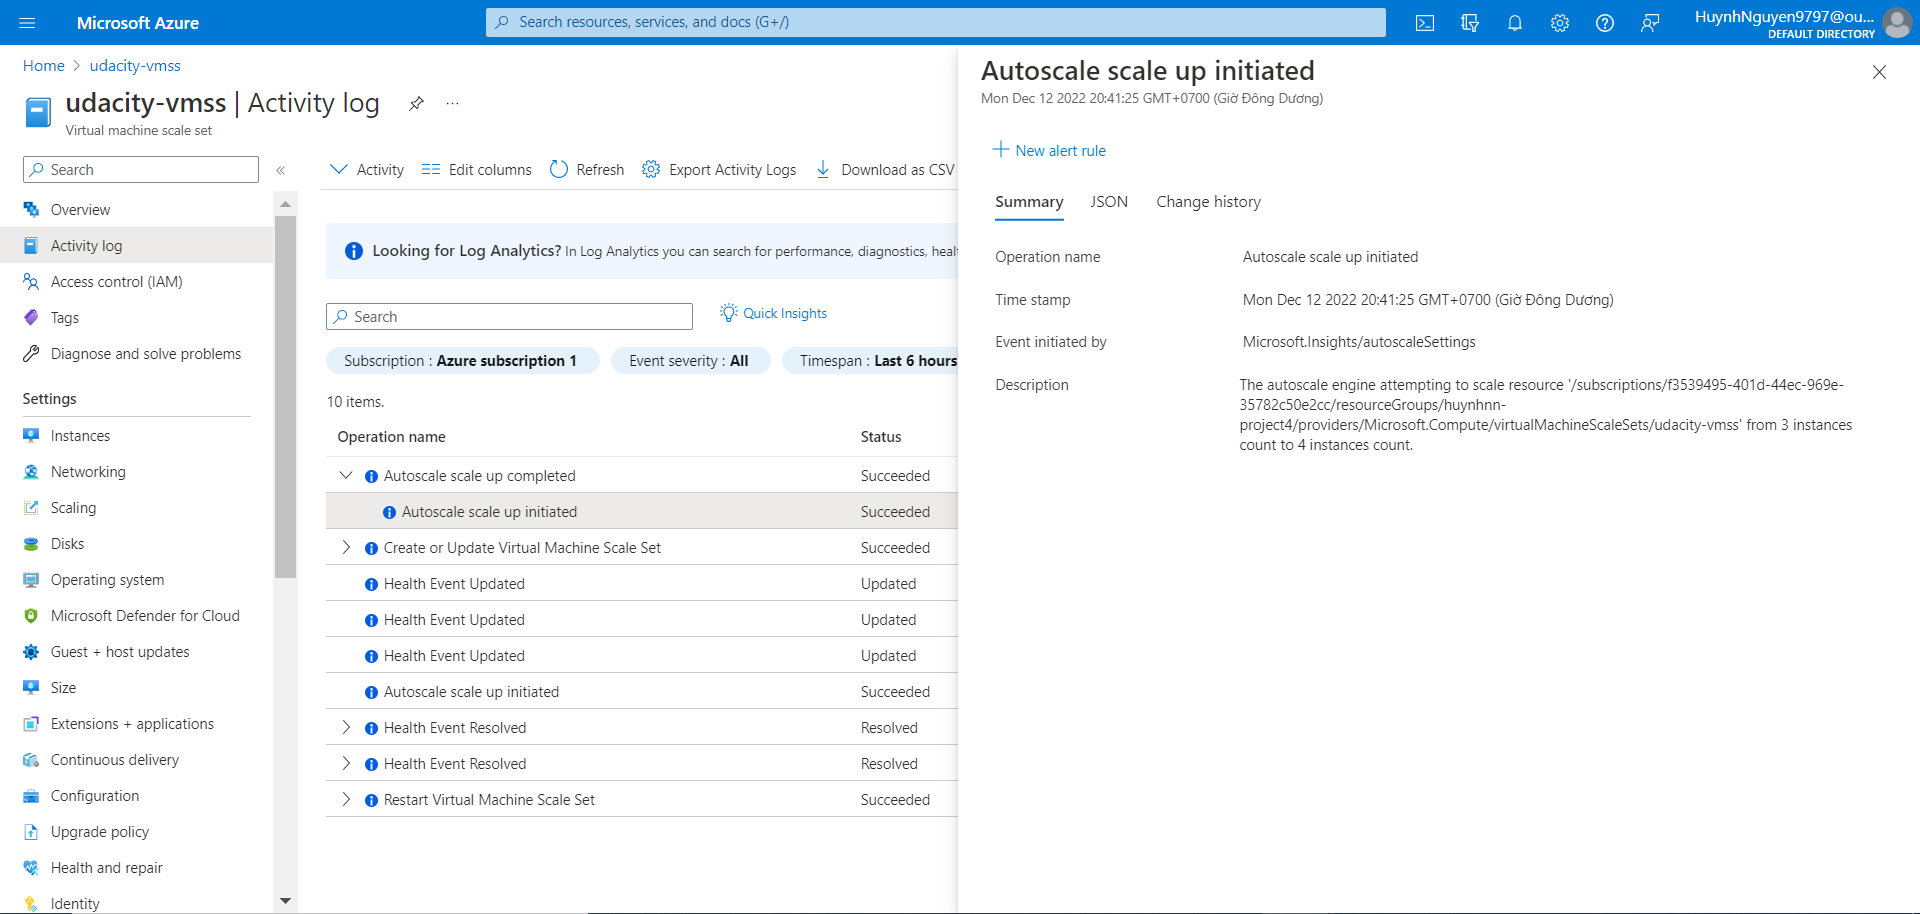 Microsoft Azure
Search resources, services, and docs (G+/)
HuynhNguyen9797@ou...
DEFAULT DIRECTORY
Home > udacity-vmss
udacity-vmss | Activity log
Virtual machine scale set
Search
«
Overview
Activity log
Access control (IAM)
Tags
Diagnose and solve problems
Settings
Instances
Networking
Scaling
Disks
Operating system
Microsoft Defender for Cloud
Guest + host updates
Size
Extensions + applications
Continuous delivery
Configuration
Upgrade policy
Health and repair
Identity
Activity Edit columns Refresh Export Activity Logs Download as CSV
Looking for Log Analytics? In Log Analytics you can search for performance, diagnostics,
Search
Quick Insights
Subscription : Azure subscription 1 Event severity : All Timespan : Last 6 hours
10 items.
Operation name Status
Autoscale scale up completed Succeeded
Autoscale scale up initiated Succeeded
Create or Update Virtual Machine Scale Set Succeeded
Health Event Updated Updated
Health Event Updated Updated
Health Event Updated Updated
Autoscale scale up initiated Succeeded
Health Event Resolved Resolved
Health Event Resolved Resolved
Restart Virtual Machine Scale Set Succeeded
Autoscale scale up initiated
Mon Dec 12 2022 20:41:25 GMT+0700 (Giờ Đông Dương)
New alert rule
Summary JSON Change history
Operation name Autoscale scale up initiated
Time stamp Mon Dec 12 2022 20:41:25 GMT+0700 (Giờ Đông Dương)
Event initiated by Microsoft.Insights/autoscaleSettings
Description The autoscale engine attempting to scale resource '/subscriptions/f3539495-401d-44ec-969e-
35782c50e2cc/resourceGroups/huynhnn-
project4/providers/Microsoft.Compute/virtualMachineScaleSets/udacity-vmss' from 3 instances
count to 4 instances count.